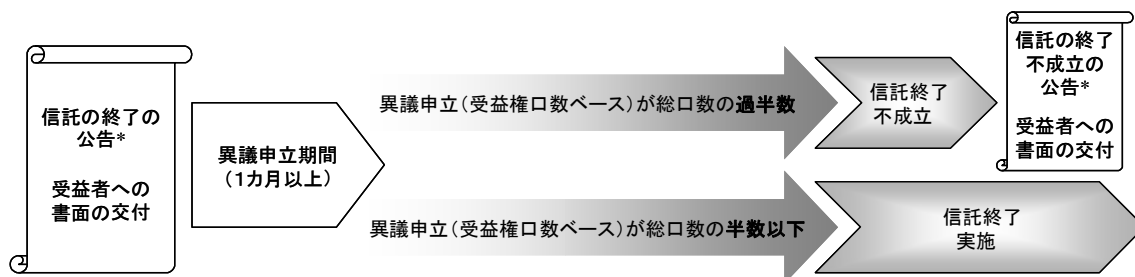 信託の終了の
公告*
受益者への
書面の交付
異議申立期間
（1カ月以上）
異議申立（受益権口数ベース）が総口数の過半数
信託終了
不成立
信託の終了
不成立の
公告*
受益者への
書面の交付
異議申立（受益権口数ベース）が総口数の半数以下
信託終了
実施